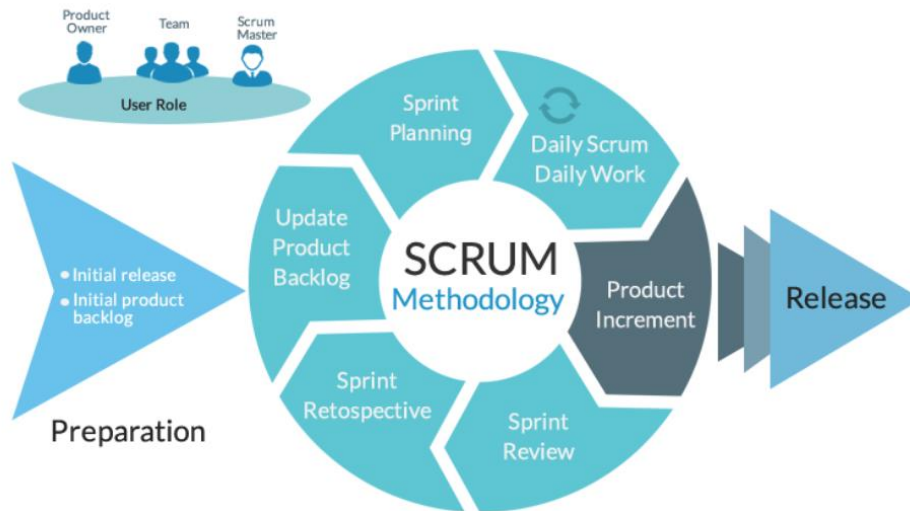 Product
Owner
Team
Scrum
Master
User Role
Sprint
Planning
Daily Scrum
Daily Work
Update
Product
Backlog
SCRUM
Methodology
Product
Increment
Release
• Initial release
• Initial product
backlog
Sprint
Retospective
Sprint
Review
Preparation